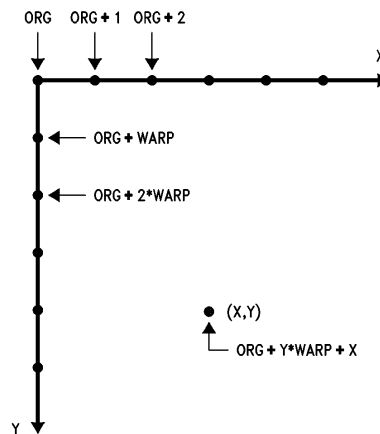 ORG ORG + 1 ORG + 2
X
ORG + WARP
ORG + 2*WARP
(X,Y)
ORG + Y*WARP + X
Y